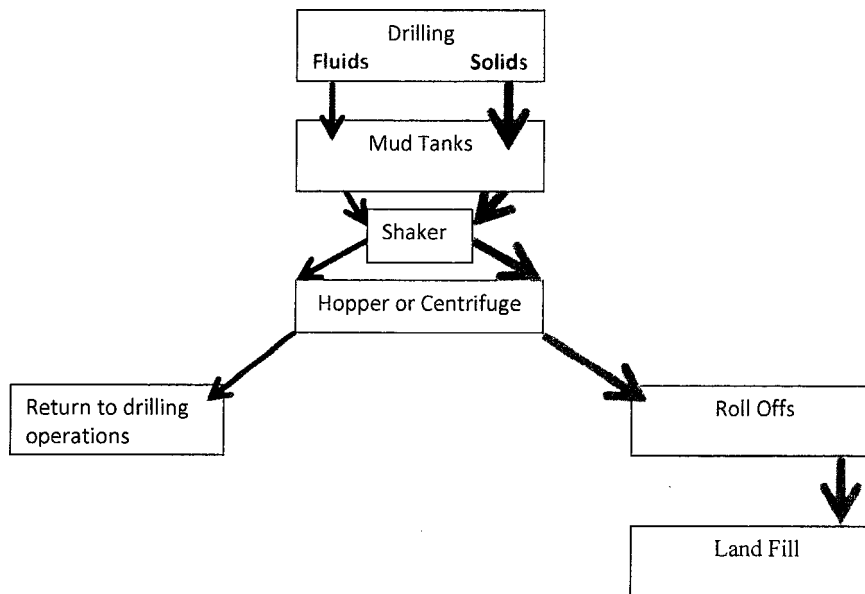 Drilling
Fluids Solids
Mud Tanks
Shaker
Hopper or Centrifuge
Return to drilling
operations
Roll Offs
Land Fill